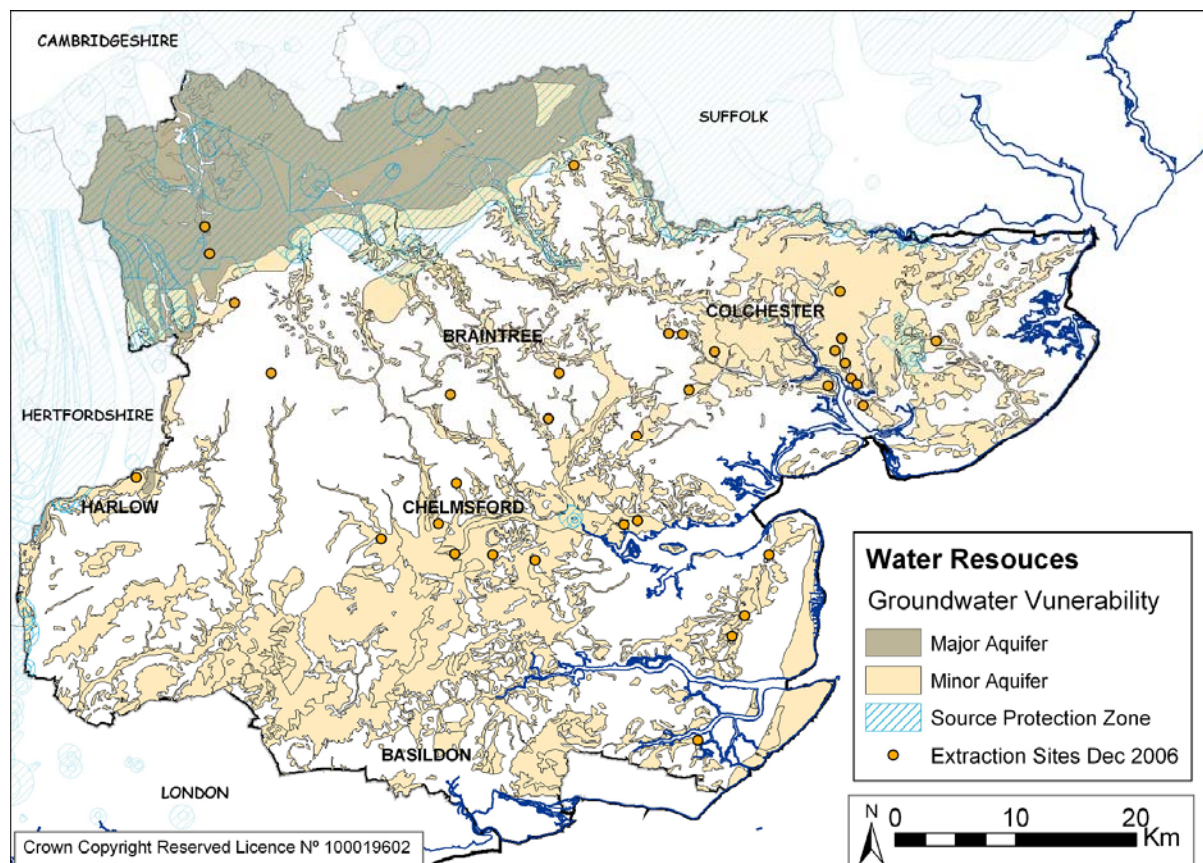 CAMBRIDGESHIRE
SUFFOLK
COLCHESTER
BRAINTREE
HERTFORDSHIRE
HARLOW
CHELMSFORD
BASILDON
LONDON
Water Resouces
Groundwater Vunerability
Major Aquifer
Minor Aquifer
Source Protection Zone
Extraction Sites Dec 2006
N
0 10 20
Km
Crown Copyright Reserved Licence Nº 100019602